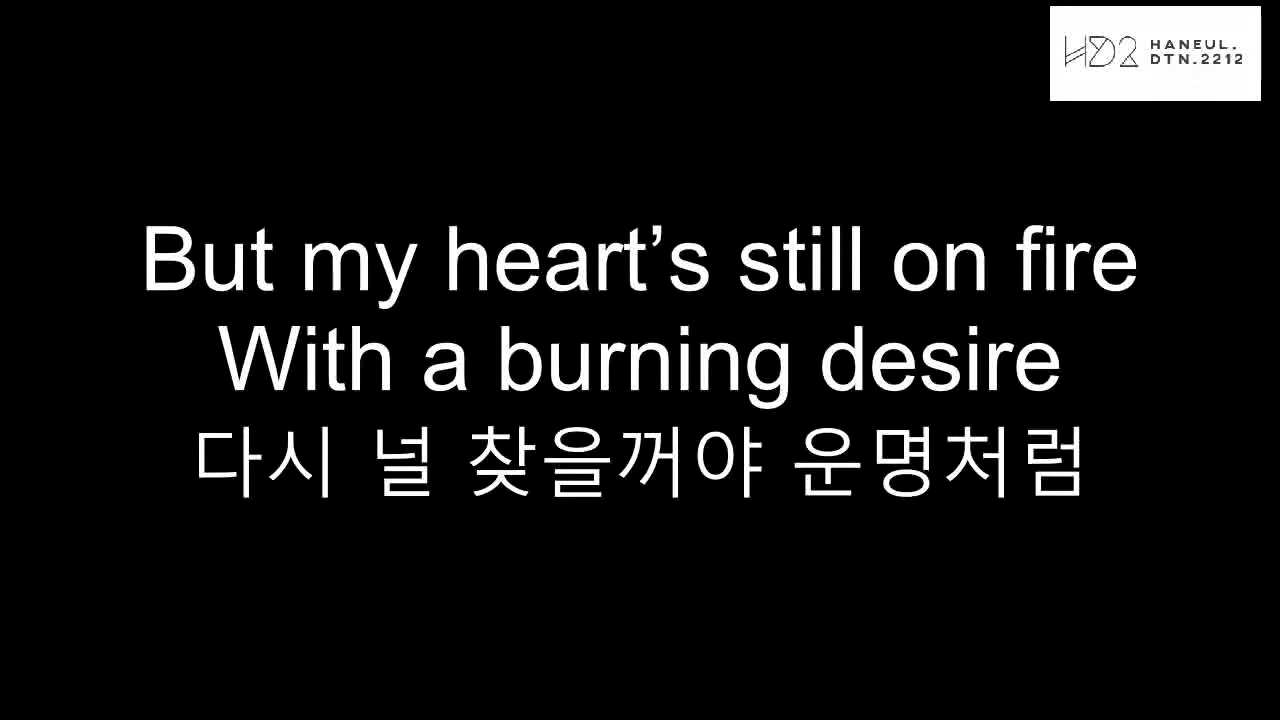 HD2 HANEUL.
DTN.2212
But my heart’s still on fire
With a burning desire
다시 널 찾을꺼야 운명처럼